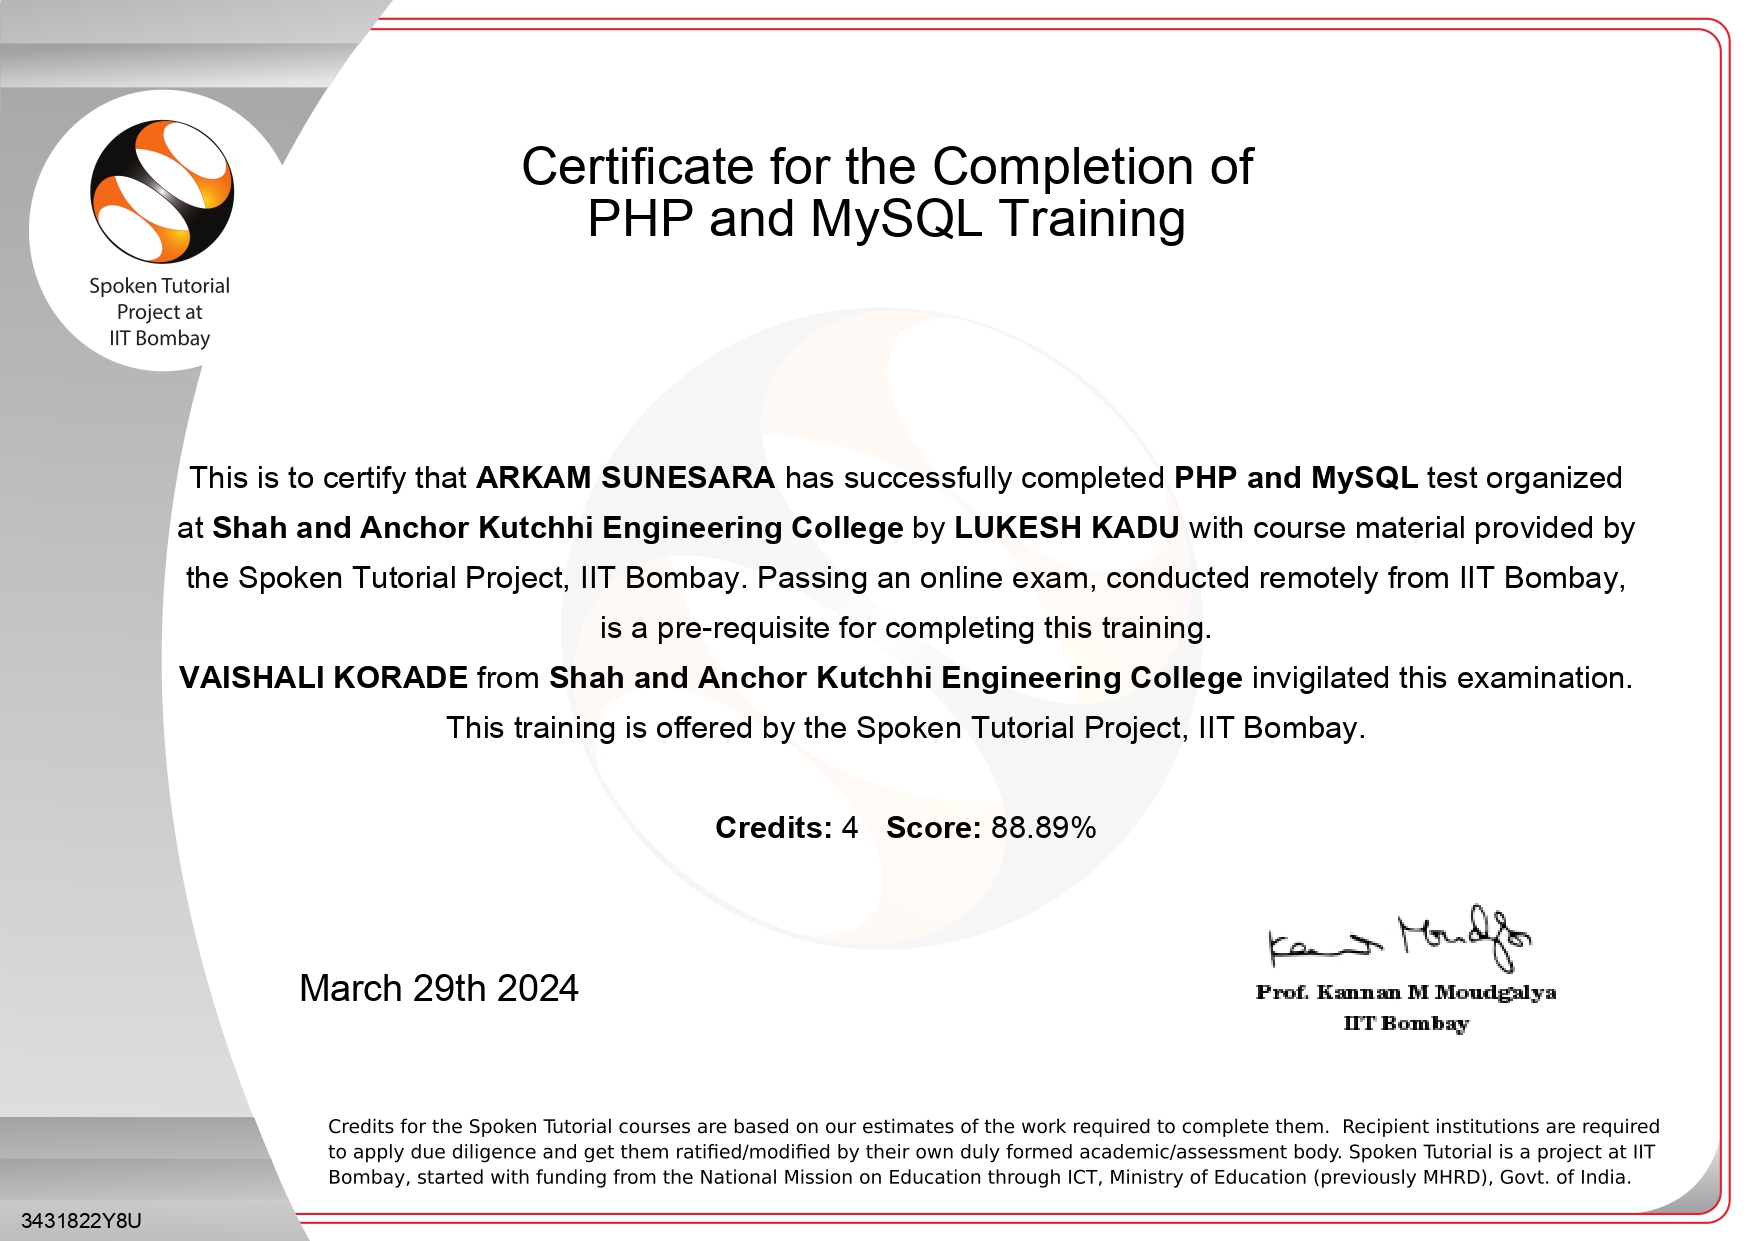 Certificate for the Completion of
PHP and MySQL Training
Spoken Tutorial
Project at
IIT Bombay
This is to certify that ARKAM SUNESARA has successfully completed PHP and MySQL test organized
at Shah and Anchor Kutchhi Engineering College by LUKESH KADU with course material provided by
the Spoken Tutorial Project, IIT Bombay. Passing an online exam, conducted remotely from IIT Bombay,
is a pre-requisite for completing this training.
VAISHALI KORADE from Shah and Anchor Kutchhi Engineering College invigilated this examination.
This training is offered by the Spoken Tutorial Project, IIT Bombay.
Credits: 4 Score: 88.89%
March 29th 2024
Kannan Moudgalya
Prof. Kannan M Moudgalya
IIT Bombay
Credits for the Spoken Tutorial courses are based on our estimates of the work required to complete them. Recipient institutions are required
to apply due diligence and get them ratified/modified by their own duly formed academic/assessment body. Spoken Tutorial is a project at IIT
Bombay, started with funding from the National Mission on Education through ICT, Ministry of Education (previously MHRD), Govt. of India.
3431822Y8U